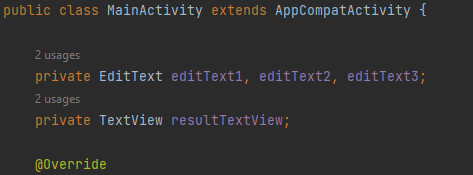 public class MainActivity extends AppCompatActivity {
2 usages
private EditText editText1, editText2, editText3;
2 usages
private TextView resultTextView;
@Override